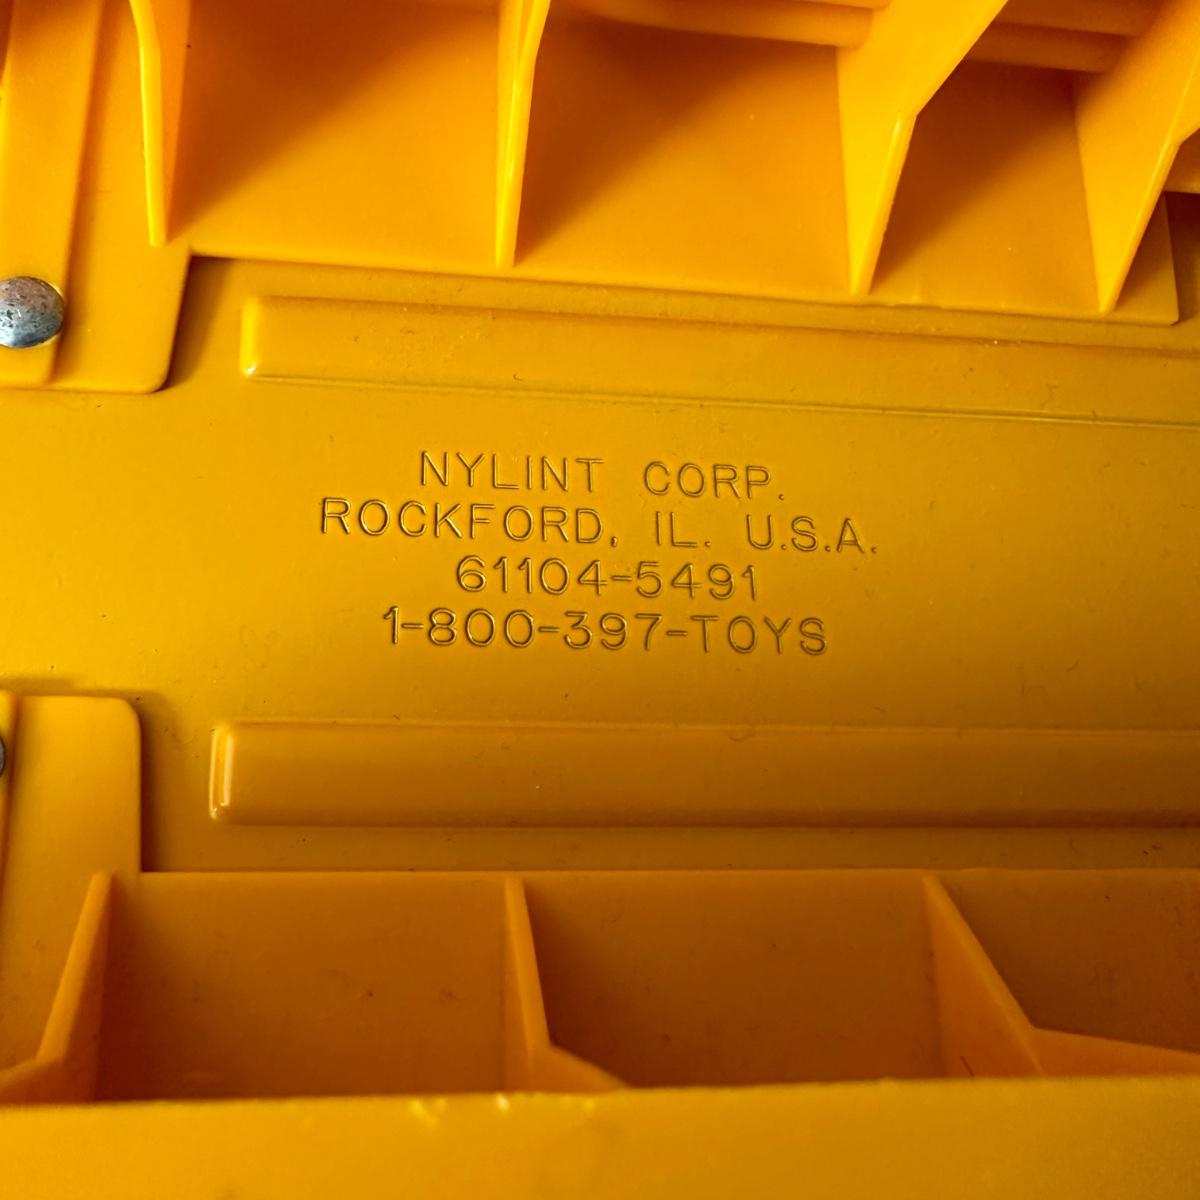 NYLINT CORP.
ROCKFORD, IL. U.S.A.
61104-5491
1-800-397-TOYS